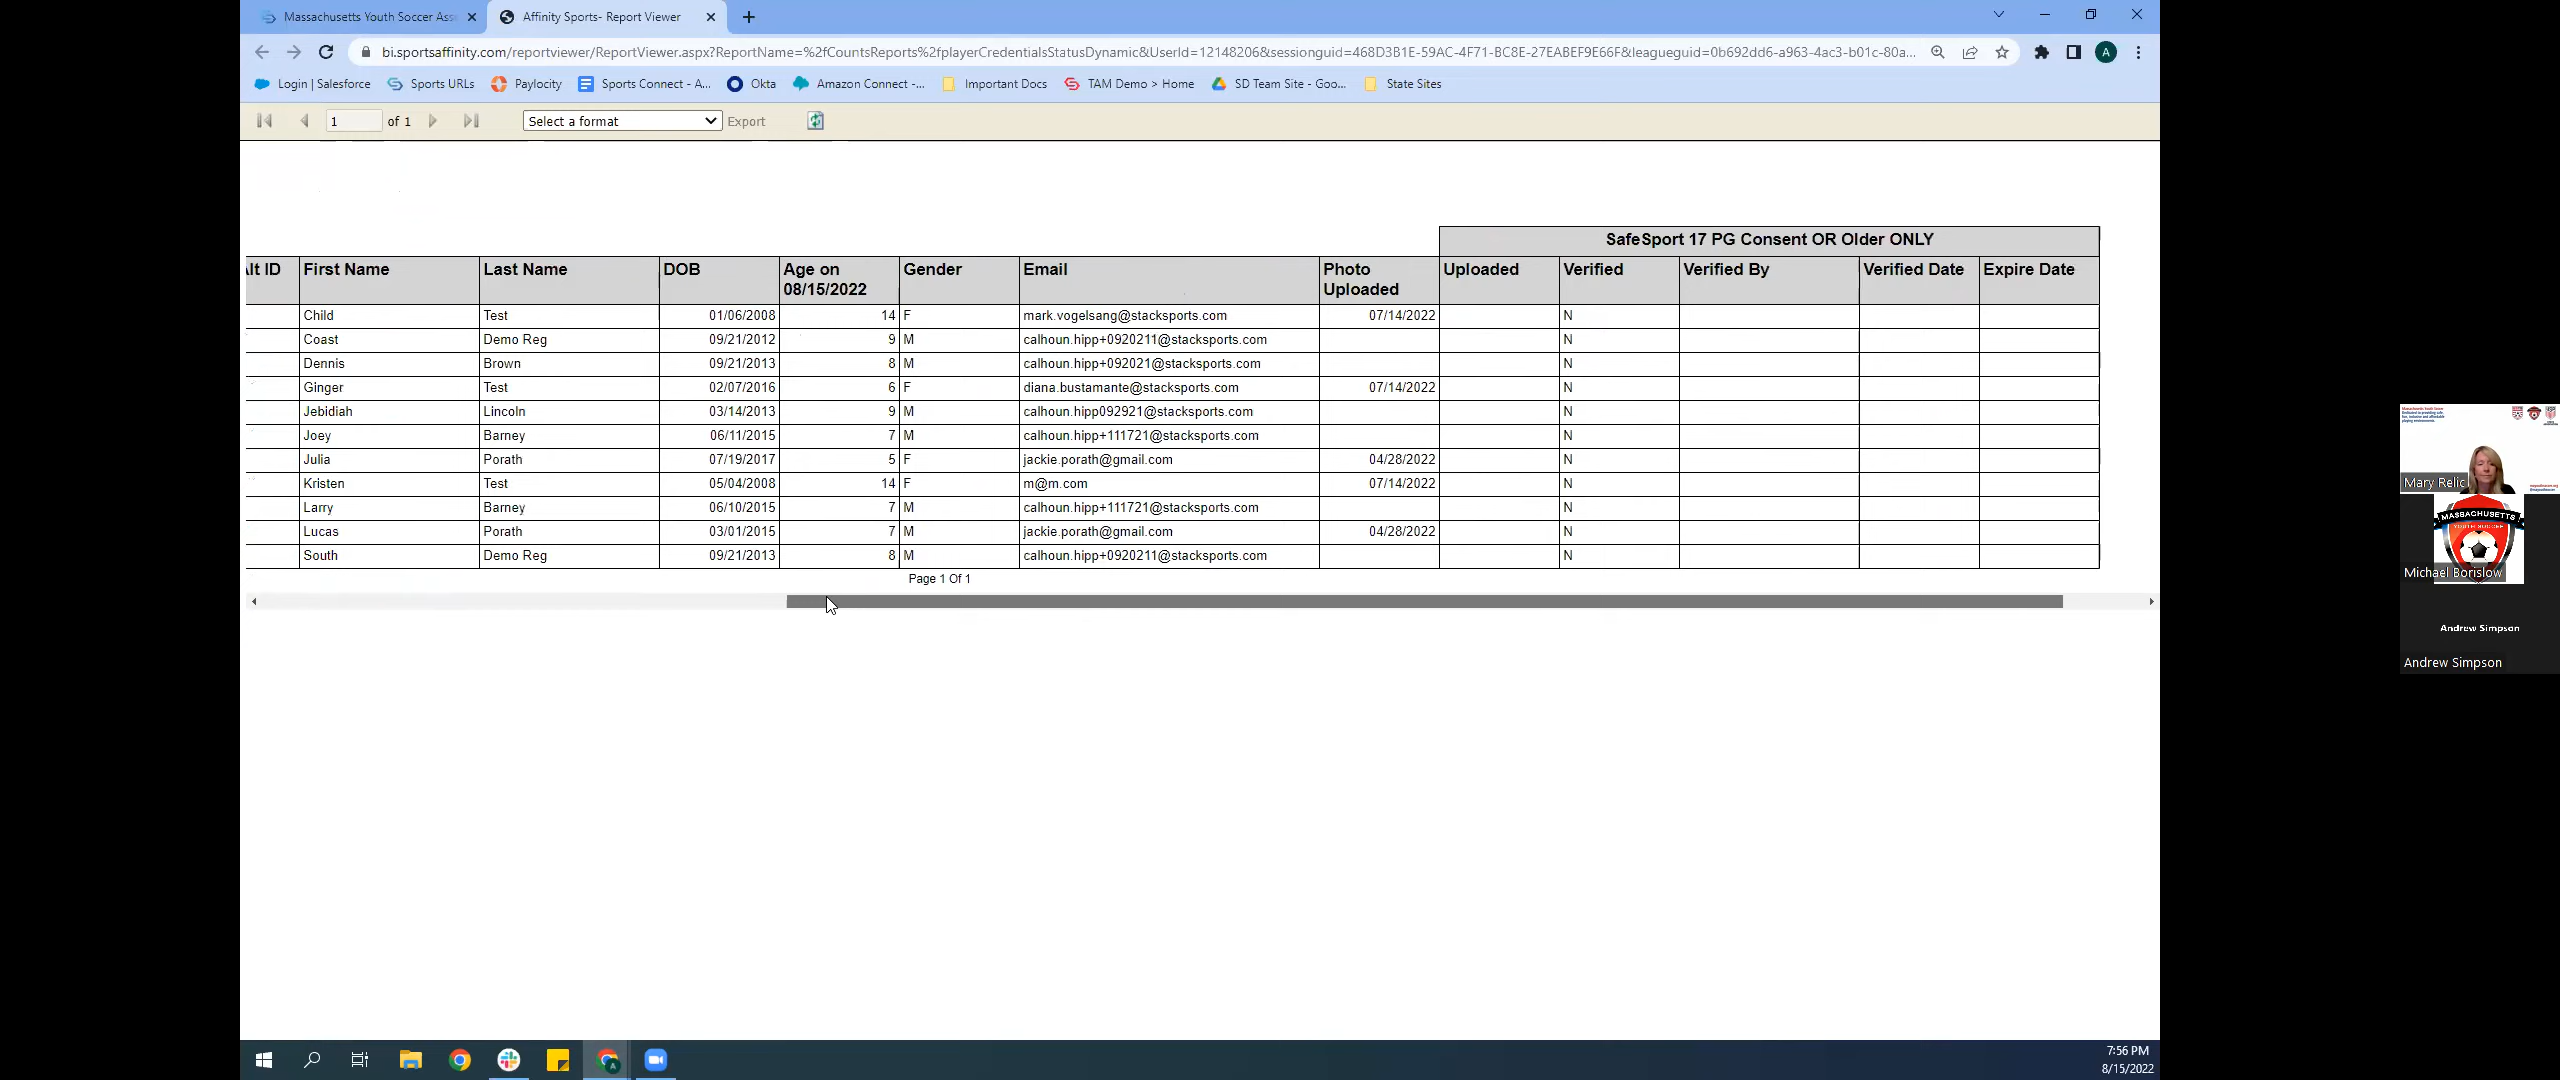 Massachusetts Youth Soccer Ass
Affinity Sports- Report Viewer
bi.sportsaffinity.com/reportviewer/ReportViewer.aspx?ReportName=%2fCountsReports%2fplayerCredentialsStatusDynamic&UserId=12148206&sessionguid=468D3B1E-59AC-4F71-BC8E-27EABEF9E66F&leagueguid=0b692dd6-a963-4ac3-b01c-80a...
A
Login | Salesforce Sports URLs Paylocity Sports Connect - A... Okta Amazon Connect -... Important Docs TAM Demo > Home SD Team Site - Goo... State Sites
1 of 1 Select a format Export
SafeSport 17 PG Consent OR Older ONLY
Alt ID First Name Last Name DOB Age on 08/15/2022 Gender Email Photo Uploaded Uploaded Verified Verified By Verified Date Expire Date
Child Test 01/06/2008 14 F mark.vogelsang@stacksports.com 07/14/2022 N
Coast Demo Reg 09/21/2012 9 M calhoun.hipp+0920211@stacksports.com N
Dennis Brown 09/21/2013 8 M calhoun.hipp+092021@stacksports.com N
Ginger Test 02/07/2016 6 F diana.bustamante@stacksports.com 07/14/2022 N
Jebidiah Lincoln 03/14/2013 9 M calhoun.hipp092921@stacksports.com N
Joey Barney 06/11/2015 7 M calhoun.hipp+111721@stacksports.com N
Julia Porath 07/19/2017 5 F jackie.porath@gmail.com 04/28/2022 N
Kristen Test 05/04/2008 14 F m@m.com 07/14/2022 N
Larry Barney 06/10/2015 7 M calhoun.hipp+111721@stacksports.com N
Lucas Porath 03/01/2015 7 M jackie.porath@gmail.com 04/28/2022 N
South Demo Reg 09/21/2013 8 M calhoun.hipp+0920211@stacksports.com N
Page 1 Of 1
Mary Relic
MASSACHUSETTS
YOUTH SOCCER
Michael Borislow
Andrew Simpson
Andrew Simpson
7:56 PM
8/15/2022